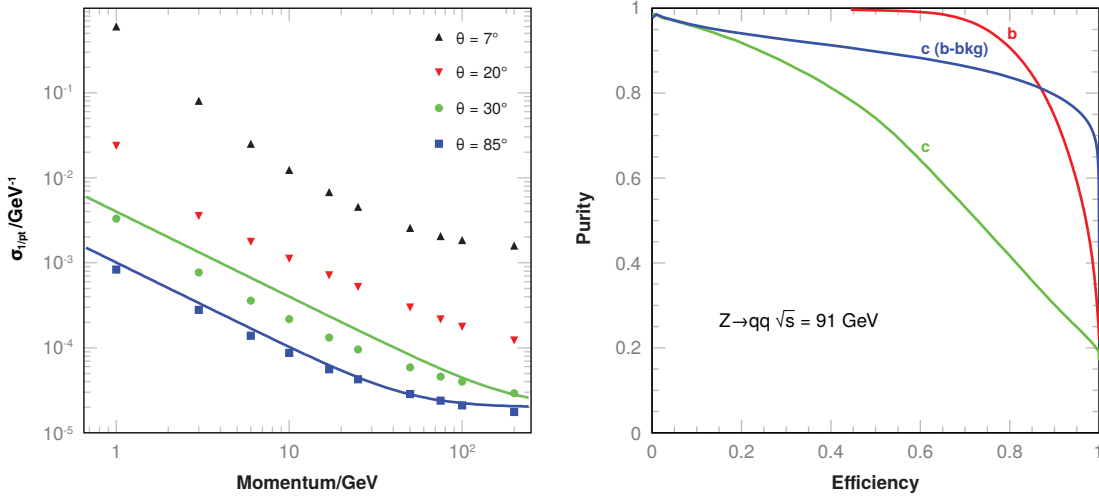 10⁻¹
10⁻²
10⁻³
10⁻⁴
10⁻⁵
σ1/pt /GeV⁻¹
θ = 7°
θ = 20°
θ = 30°
θ = 85°
1
10
10²
Momentum/GeV
1
0.8
0.6
0.4
0.2
0
Purity
b
c (b-bkg)
c
Z→qq √s = 91 GeV
0
0.2
0.4
0.6
0.8
1
Efficiency